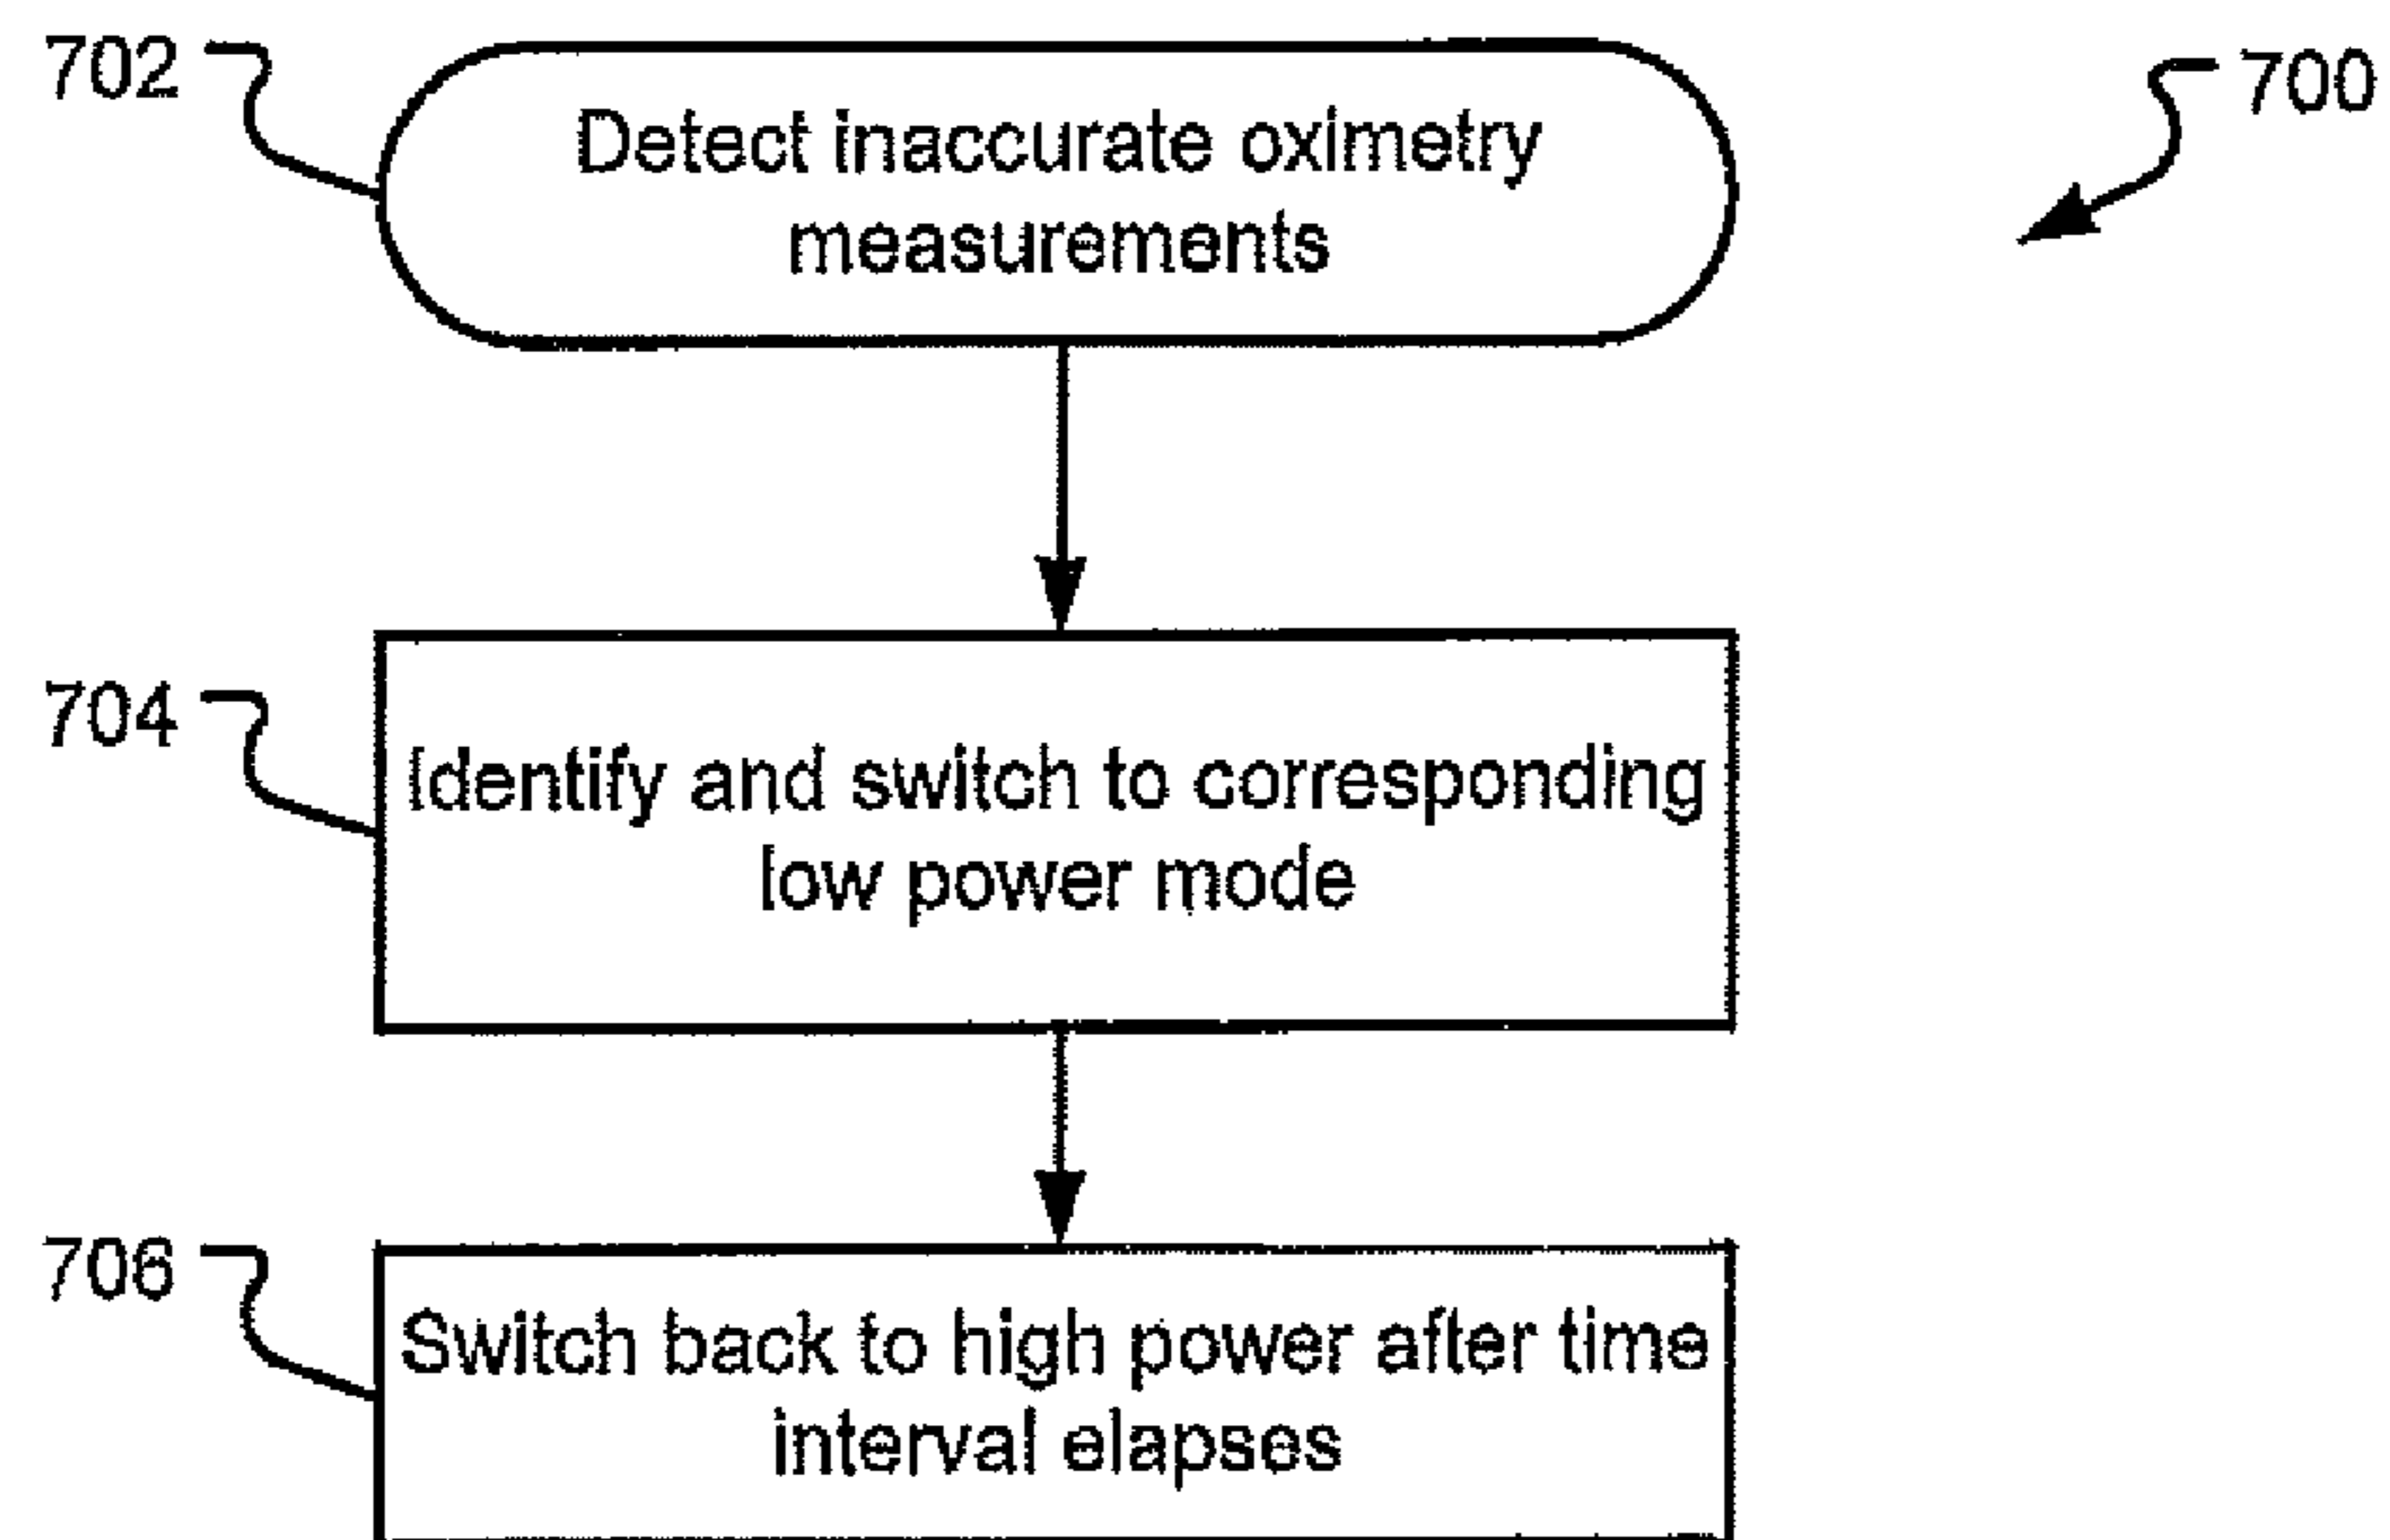 702
700
Detect inaccurate oximetry
measurements
704
Identify and switch to corresponding
low power mode
706
Switch back to high power after time
interval elapses